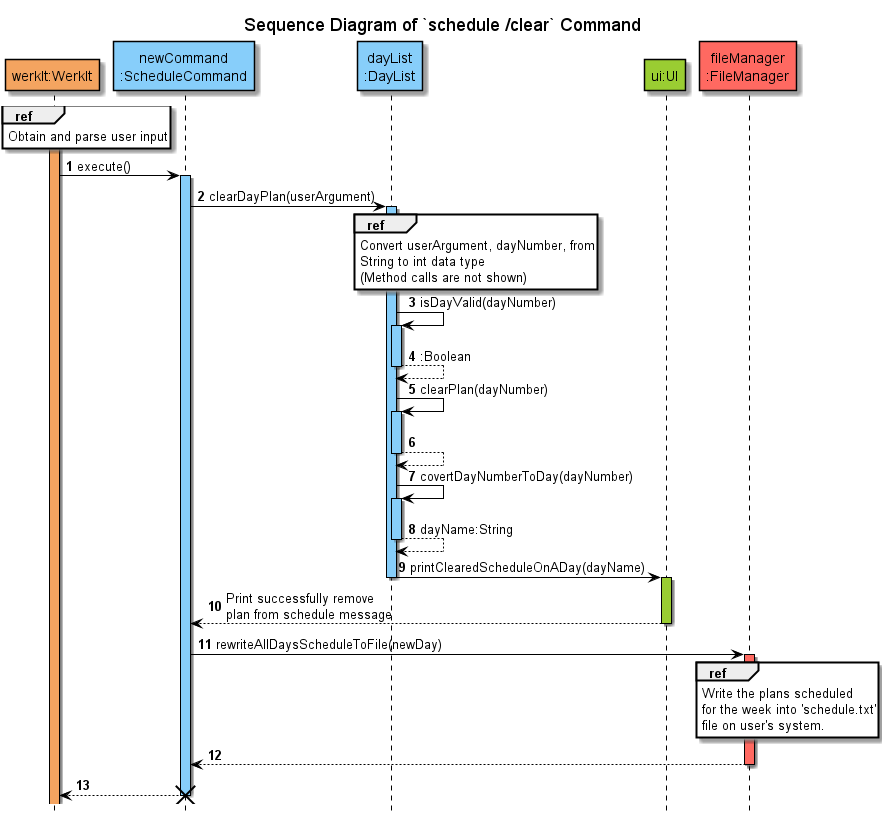 Sequence Diagram of `schedule /clear` Command
werkIt:WerkIt
newCommand
:ScheduleCommand
dayList
:DayList
ui:UI
fileManager
:FileManager
ref
Obtain and parse user input
1 execute()
2 clearDayPlan(userArgument)
ref
Convert userArgument, dayNumber, from
String to int data type
(Method calls are not shown)
3 isDayValid(dayNumber)
4 :Boolean
5 clearPlan(dayNumber)
6
7 covertDayNumberToDay(dayNumber)
8 dayName:String
9 printClearedScheduleOnADay(dayName)
10 Print successfully remove
plan from schedule message
11 rewriteAllDaysScheduleToFile(newDay)
ref
Write the plans scheduled
for the week into 'schedule.txt'
file on user's system.
12
13